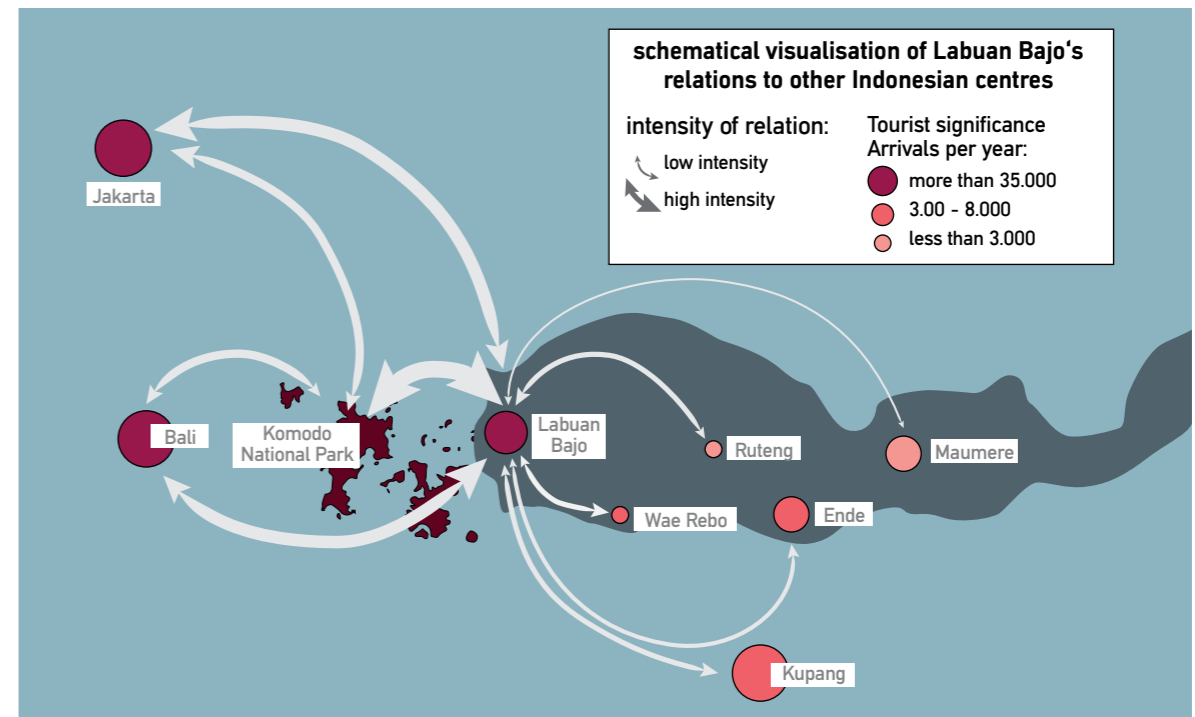 schematical visualisation of Labuan Bajo‘s
relations to other Indonesian centres
intensity of relation:
low intensity
high intensity
Tourist significance
Arrivals per year:
more than 35.000
3.00 - 8.000
less than 3.000
Jakarta
Bali
Komodo
National Park
Labuan
Bajo
Ruteng
Maumere
Wae Rebo
Ende
Kupang